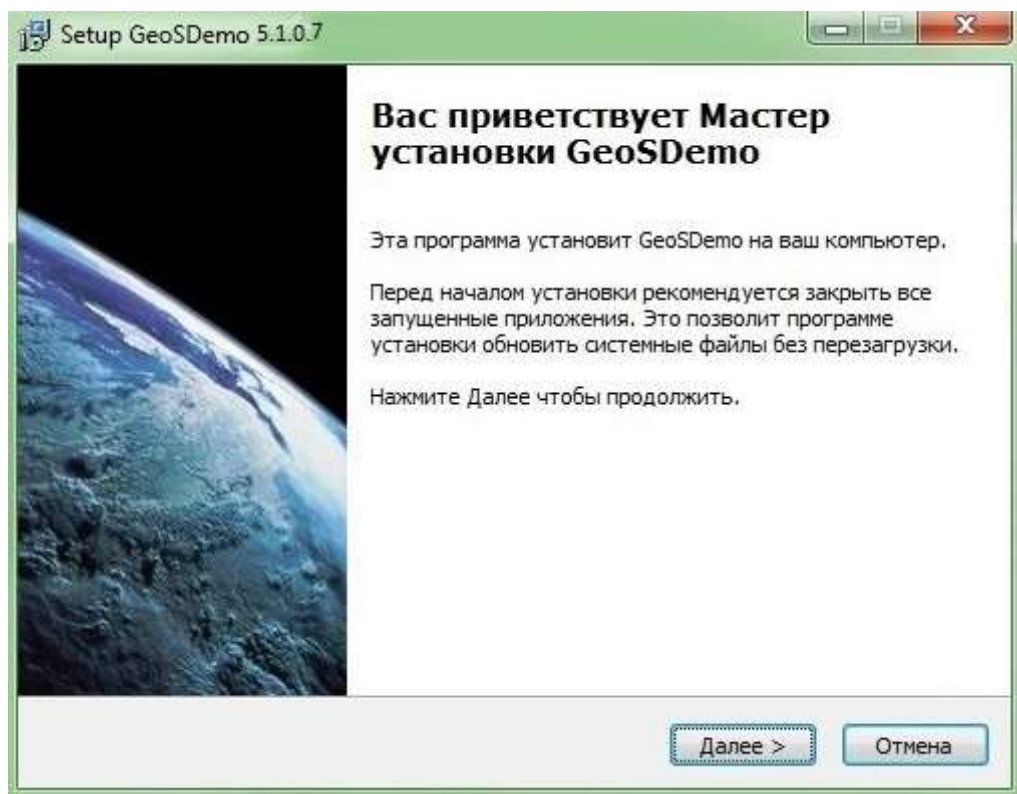 Setup GeoSDemo 5.1.0.7
Вас приветствует Мастер
установки GeoSDemo
Эта программа установит GeoSDemo на ваш компьютер.
Перед началом установки рекомендуется закрыть все
запущенные приложения. Это позволит программе
установки обновить системные файлы без перезагрузки.
Нажмите Далее чтобы продолжить.
Далее >
Отмена